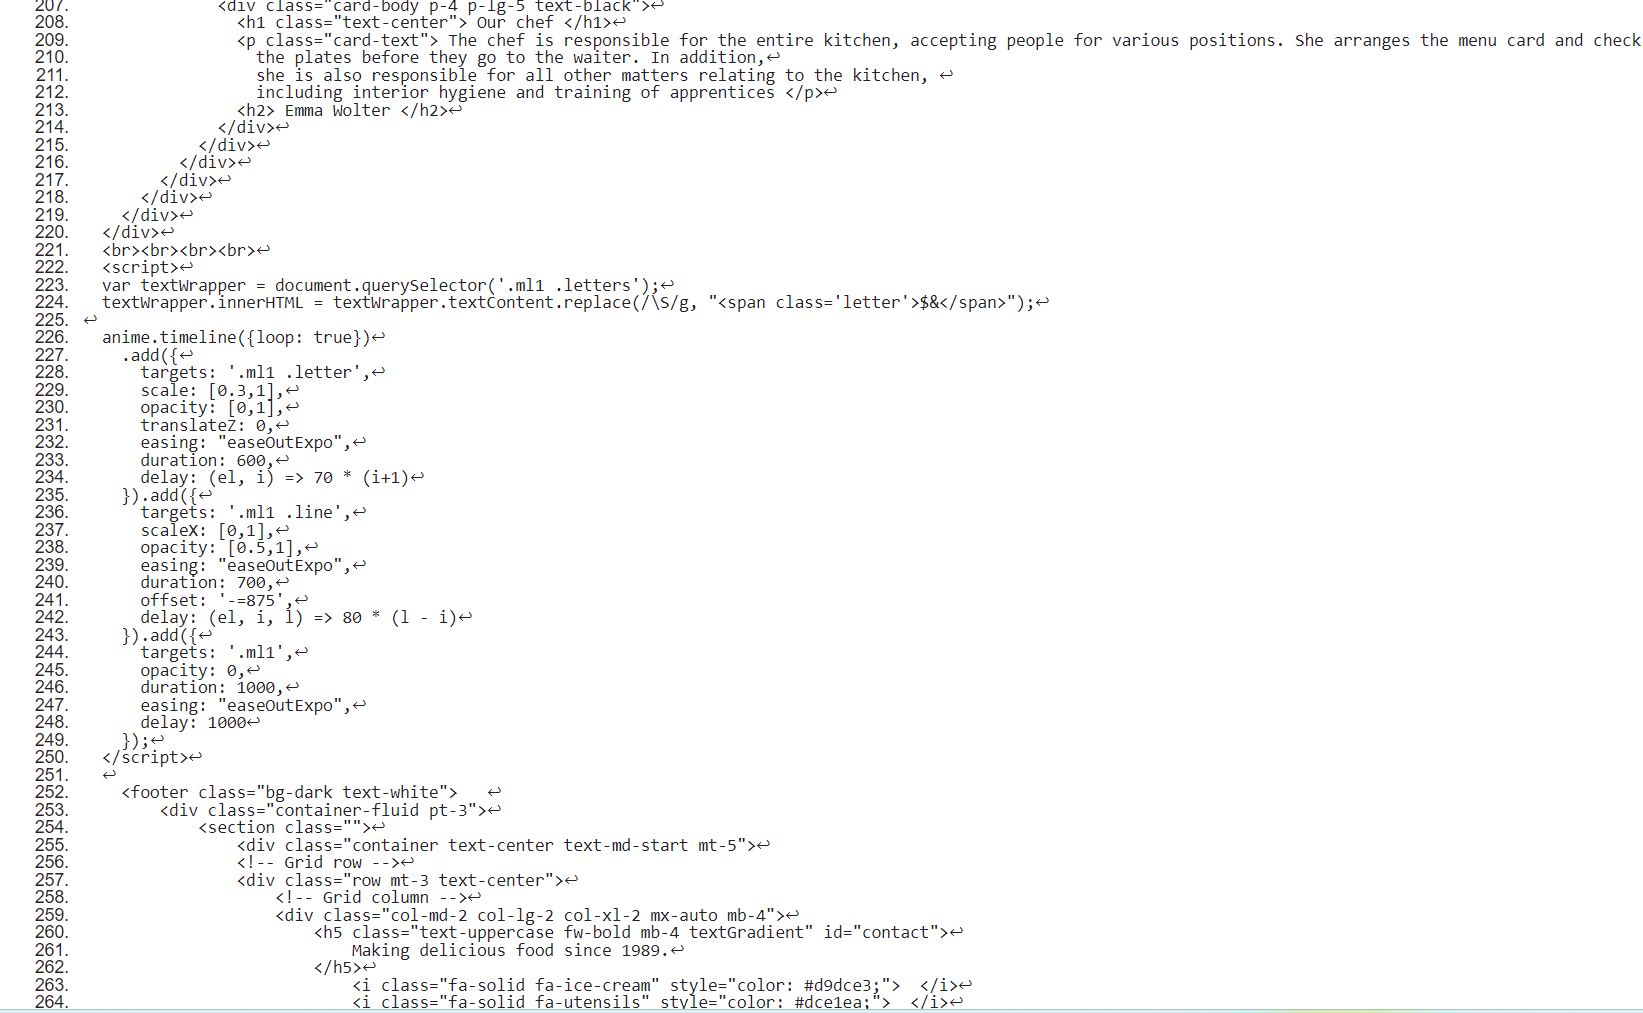 207. <div class="card-body p-4 p-lg-5 text-black">↩
208. <h1 class="text-center"> Our chef </h1>↩
209. <p class="card-text"> The chef is responsible for the entire kitchen, accepting people for various positions. She arranges the menu card and check
210. the plates before they go to the waiter. In addition,↩
211. she is also responsible for all other matters relating to the kitchen, ↩
212. including interior hygiene and training of apprentices </p>↩
213. <h2> Emma Wolter </h2>↩
214. </div>↩
215. </div>↩
216. </div>↩
217. </div>↩
218. </div>↩
219. </div>↩
220. </div>↩
221. <br><br><br><br>↩
222. <script>↩
223. var textWrapper = document.querySelector('.ml1 .letters');↩
224. textWrapper.innerHTML = textWrapper.textContent.replace(/\S/g, "<span class='letter'>$&</span>");↩
225. ↩
226. anime.timeline({loop: true})↩
227. .add({↩
228. targets: '.ml1 .letter',↩
229. scale: [0.3,1],↩
230. opacity: [0,1],↩
231. translateZ: 0,↩
232. easing: "easeOutExpo",↩
233. duration: 600,↩
234. delay: (el, i) => 70 * (i+1)↩
235. }).add({↩
236. targets: '.ml1 .line',↩
237. scaleX: [0,1],↩
238. opacity: [0.5,1],↩
239. easing: "easeOutExpo",↩
240. duration: 700,↩
241. offset: '-=875',↩
242. delay: (el, i, l) => 80 * (l - i)↩
243. }).add({↩
244. targets: '.ml1',↩
245. opacity: 0,↩
246. duration: 1000,↩
247. easing: "easeOutExpo",↩
248. delay: 1000↩
249. });↩
250. </script>↩
251. ↩
252. <footer class="bg-dark text-white"> ↩
253. <div class="container-fluid pt-3">↩
254. <section class="">↩
255. <div class="container text-center text-md-start mt-5">↩
256. <!-- Grid row -->↩
257. <div class="row mt-3 text-center">↩
258. <!-- Grid column -->↩
259. <div class="col-md-2 col-lg-2 col-xl-2 mx-auto mb-4">↩
260. <h5 class="text-uppercase fw-bold mb-4 textGradient" id="contact">↩
261. Making delicious food since 1989.↩
262. </h5>↩
263. <i class="fa-solid fa-ice-cream" style="color: #d9dce3;"> </i>↩
264. <i class="fa-solid fa-utensils" style="color: #dce1ea;"> </i>↩